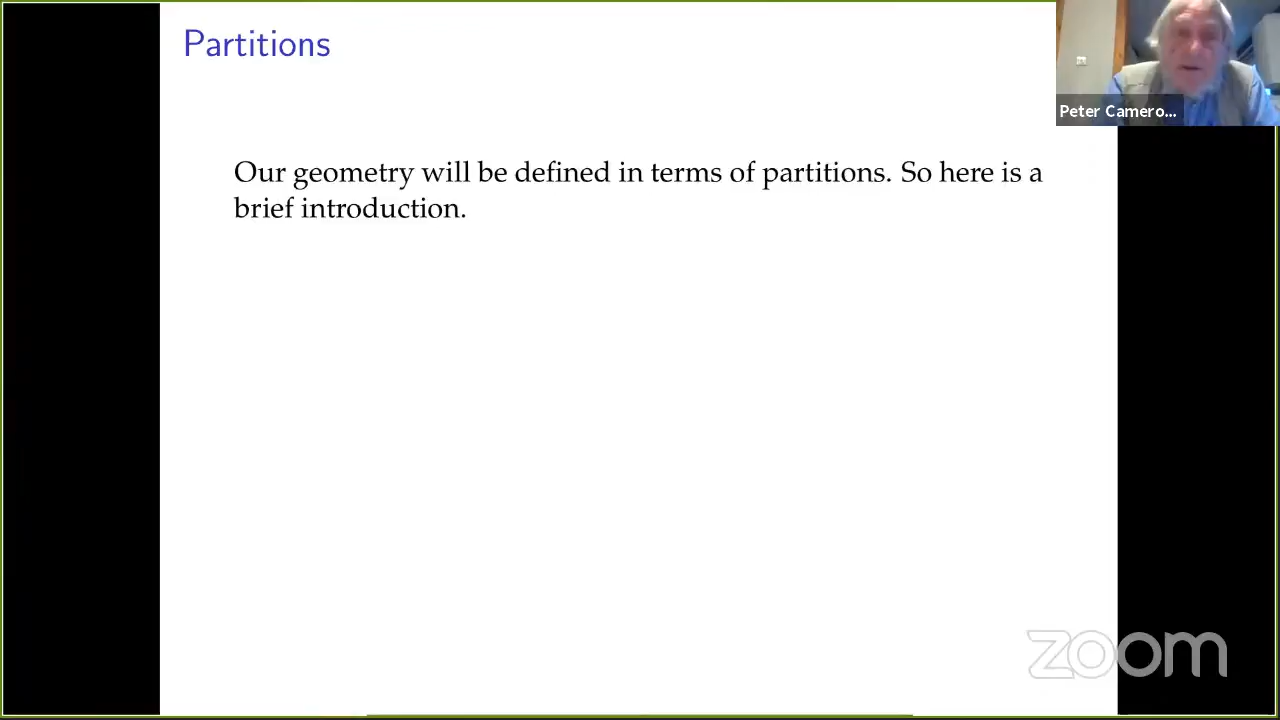 Partitions
Peter Camero...
Our geometry will be defined in terms of partitions. So here is a
brief introduction.
zoom